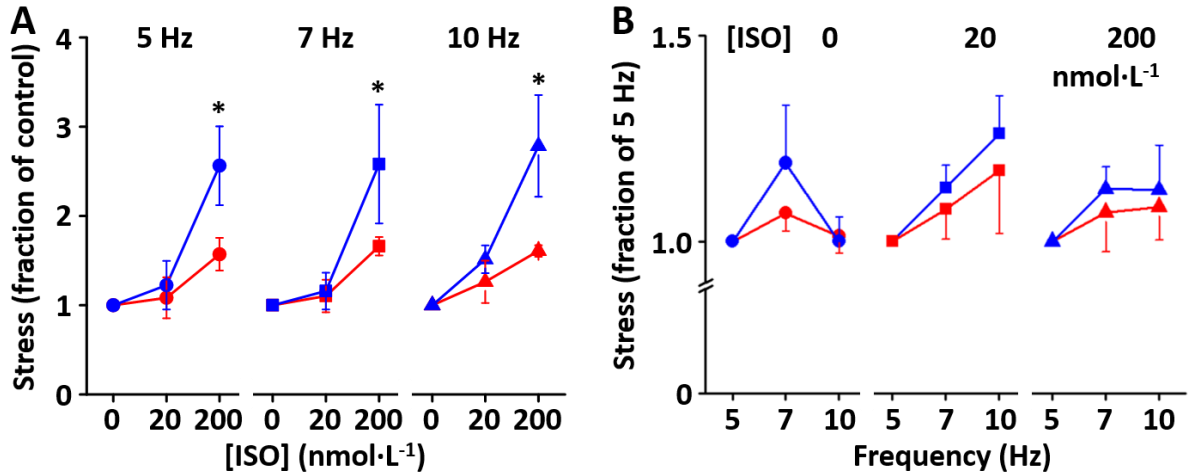 A
5 Hz 7 Hz 10 Hz
Stress (fraction of control)
4
3
2
1
0
* * *
0 20 200 0 20 200 0 20 200
[ISO] (nmol·L-1)
B
[ISO] 0 20 200
nmol·L-1
Stress (fraction of 5 Hz)
1.5
1.0
0
5 7 10 5 7 10 5 7 10
Frequency (Hz)